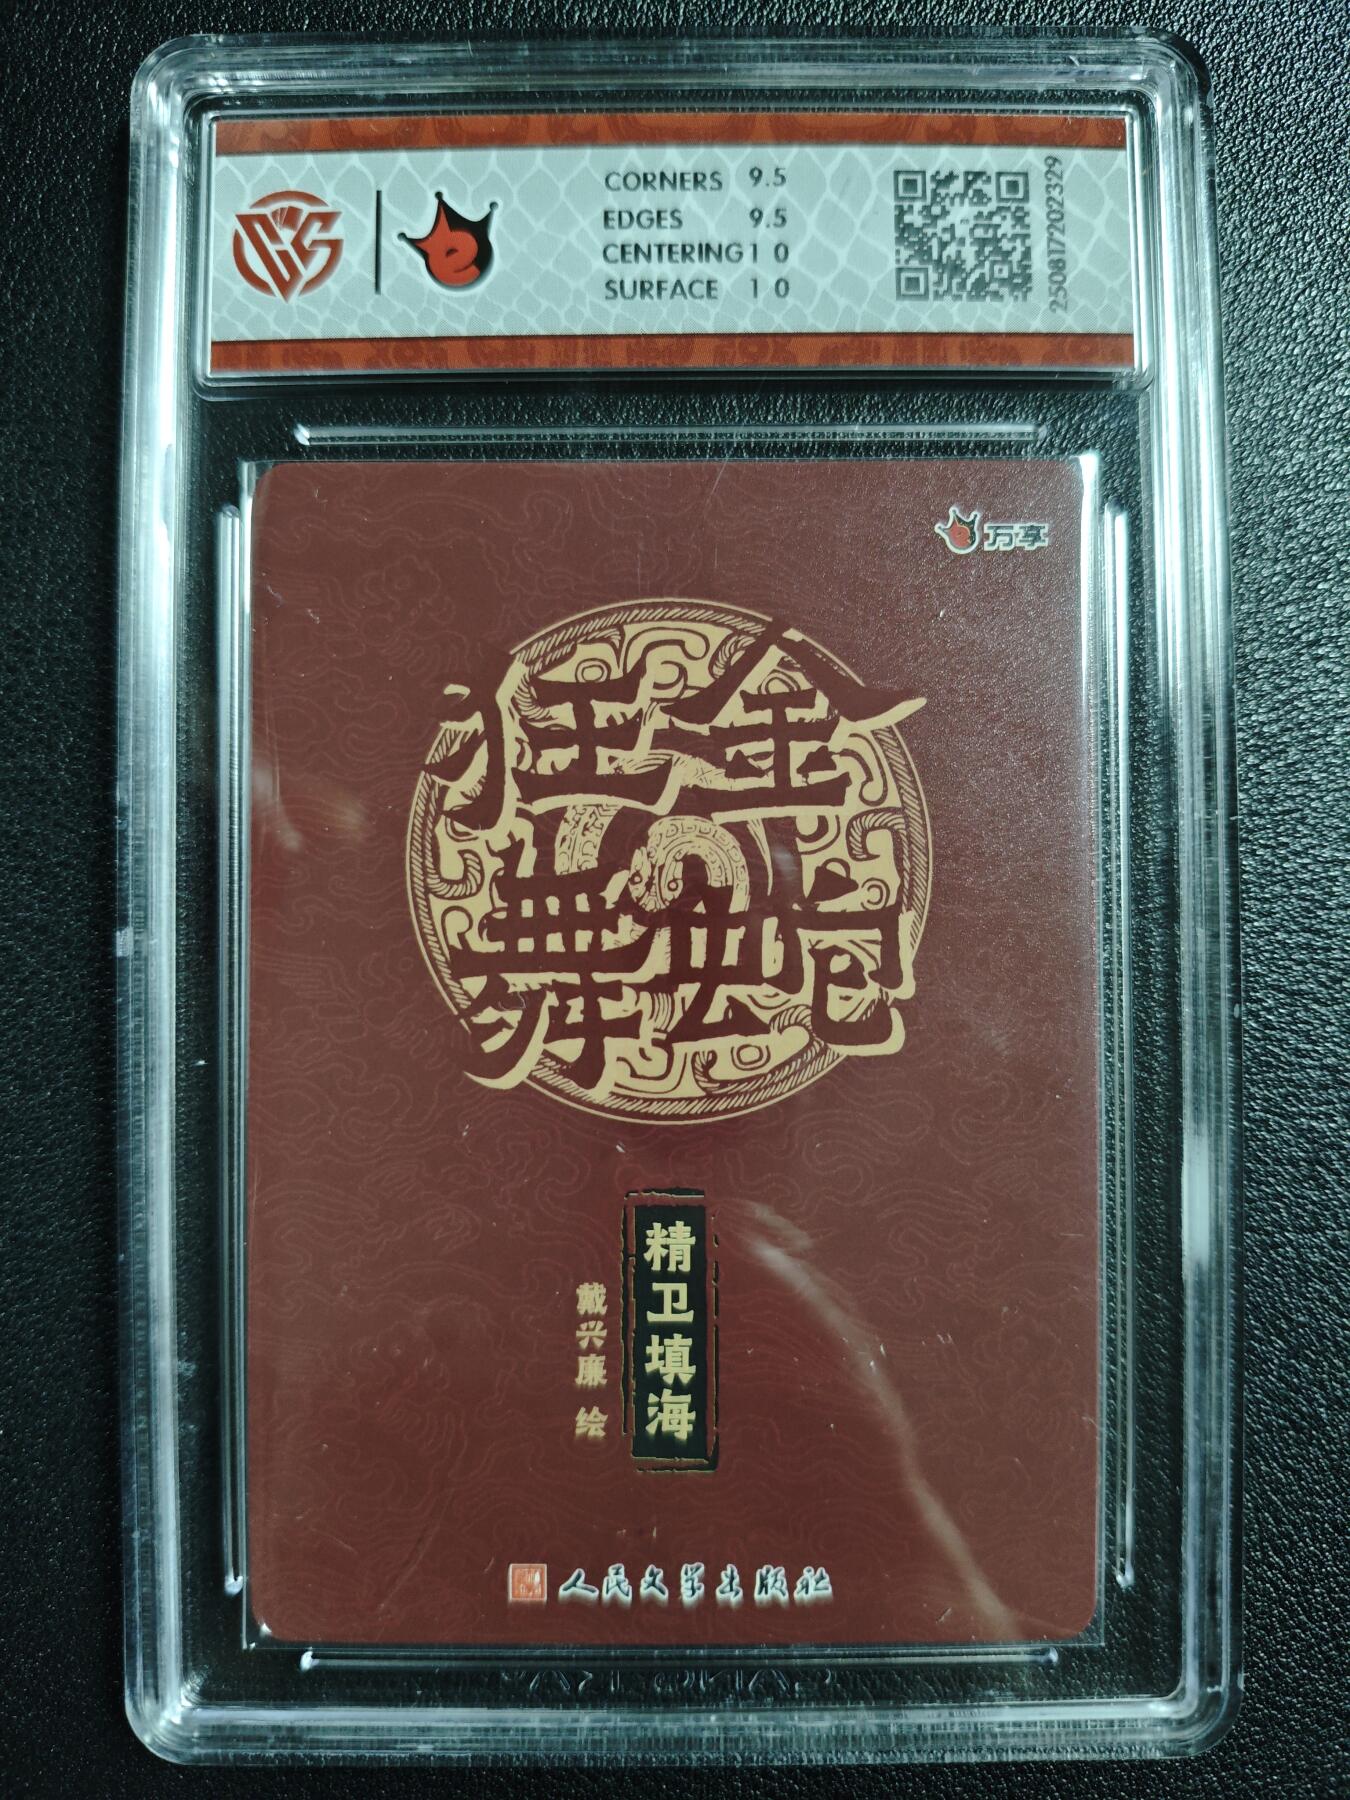 CORNERS 9.5
EDGES 9.5
CENTERING 10
SURFACE 10
250817202329
万享
金蛇
狂舞
精卫填海
戴兴廉 绘
人民文学出版社